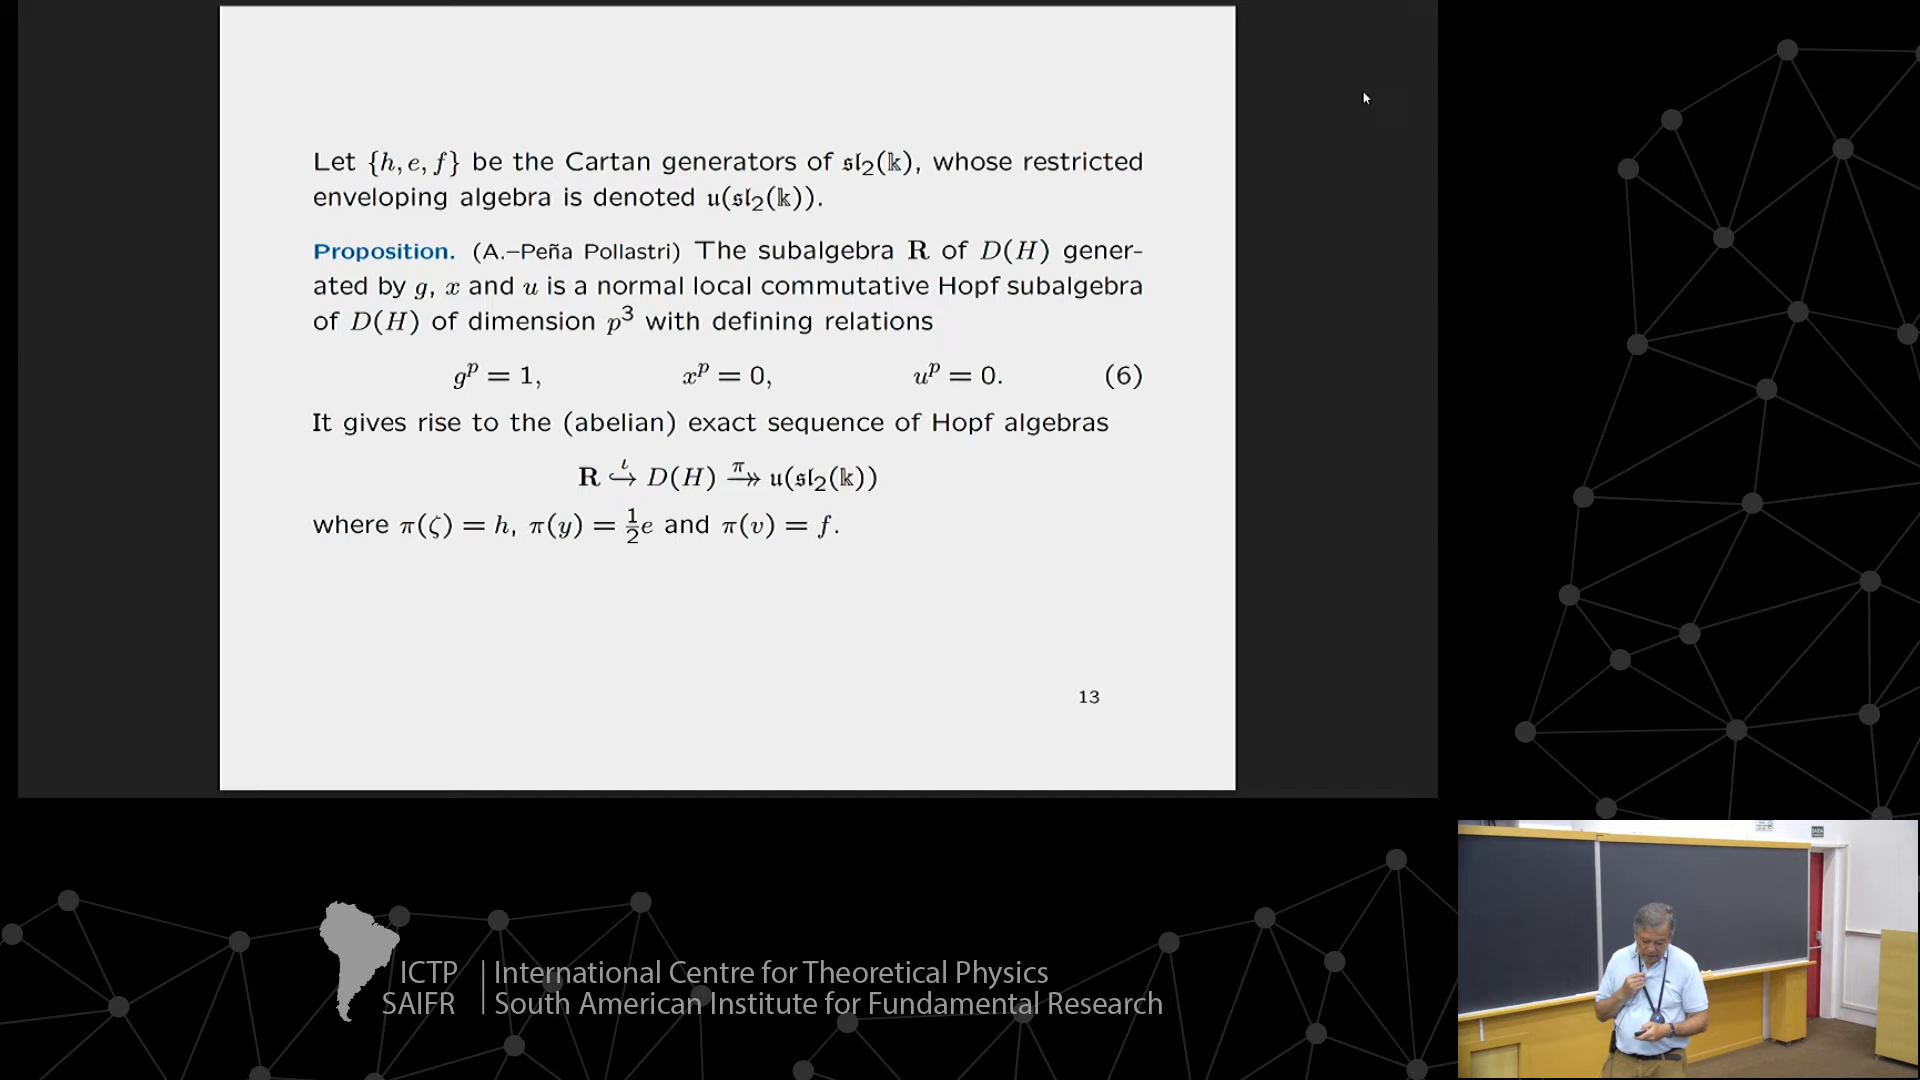 Let {h, e, f} be the Cartan generators of 𝔰𝔩₂(𝕜), whose restricted
enveloping algebra is denoted 𝔲(𝔰𝔩₂(𝕜)).
Proposition. (A.–Peña Pollastri) The subalgebra R of D(H) gener-
ated by g, x and u is a normal local commutative Hopf subalgebra
of D(H) of dimension p³ with defining relations
gᵖ = 1, xᵖ = 0, uᵖ = 0. (6)
It gives rise to the (abelian) exact sequence of Hopf algebras
R ↪ᶥ D(H) ↠^π 𝔲(𝔰𝔩₂(𝕜))
where π(ζ) = h, π(y) = ½e and π(v) = f.
13
ICTP | International Centre for Theoretical Physics
SAIFR | South American Institute for Fundamental Research